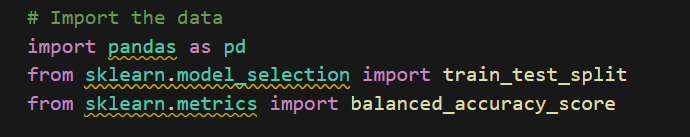 # Import the data
import pandas as pd
from sklearn.model_selection import train_test_split
from sklearn.metrics import balanced_accuracy_score